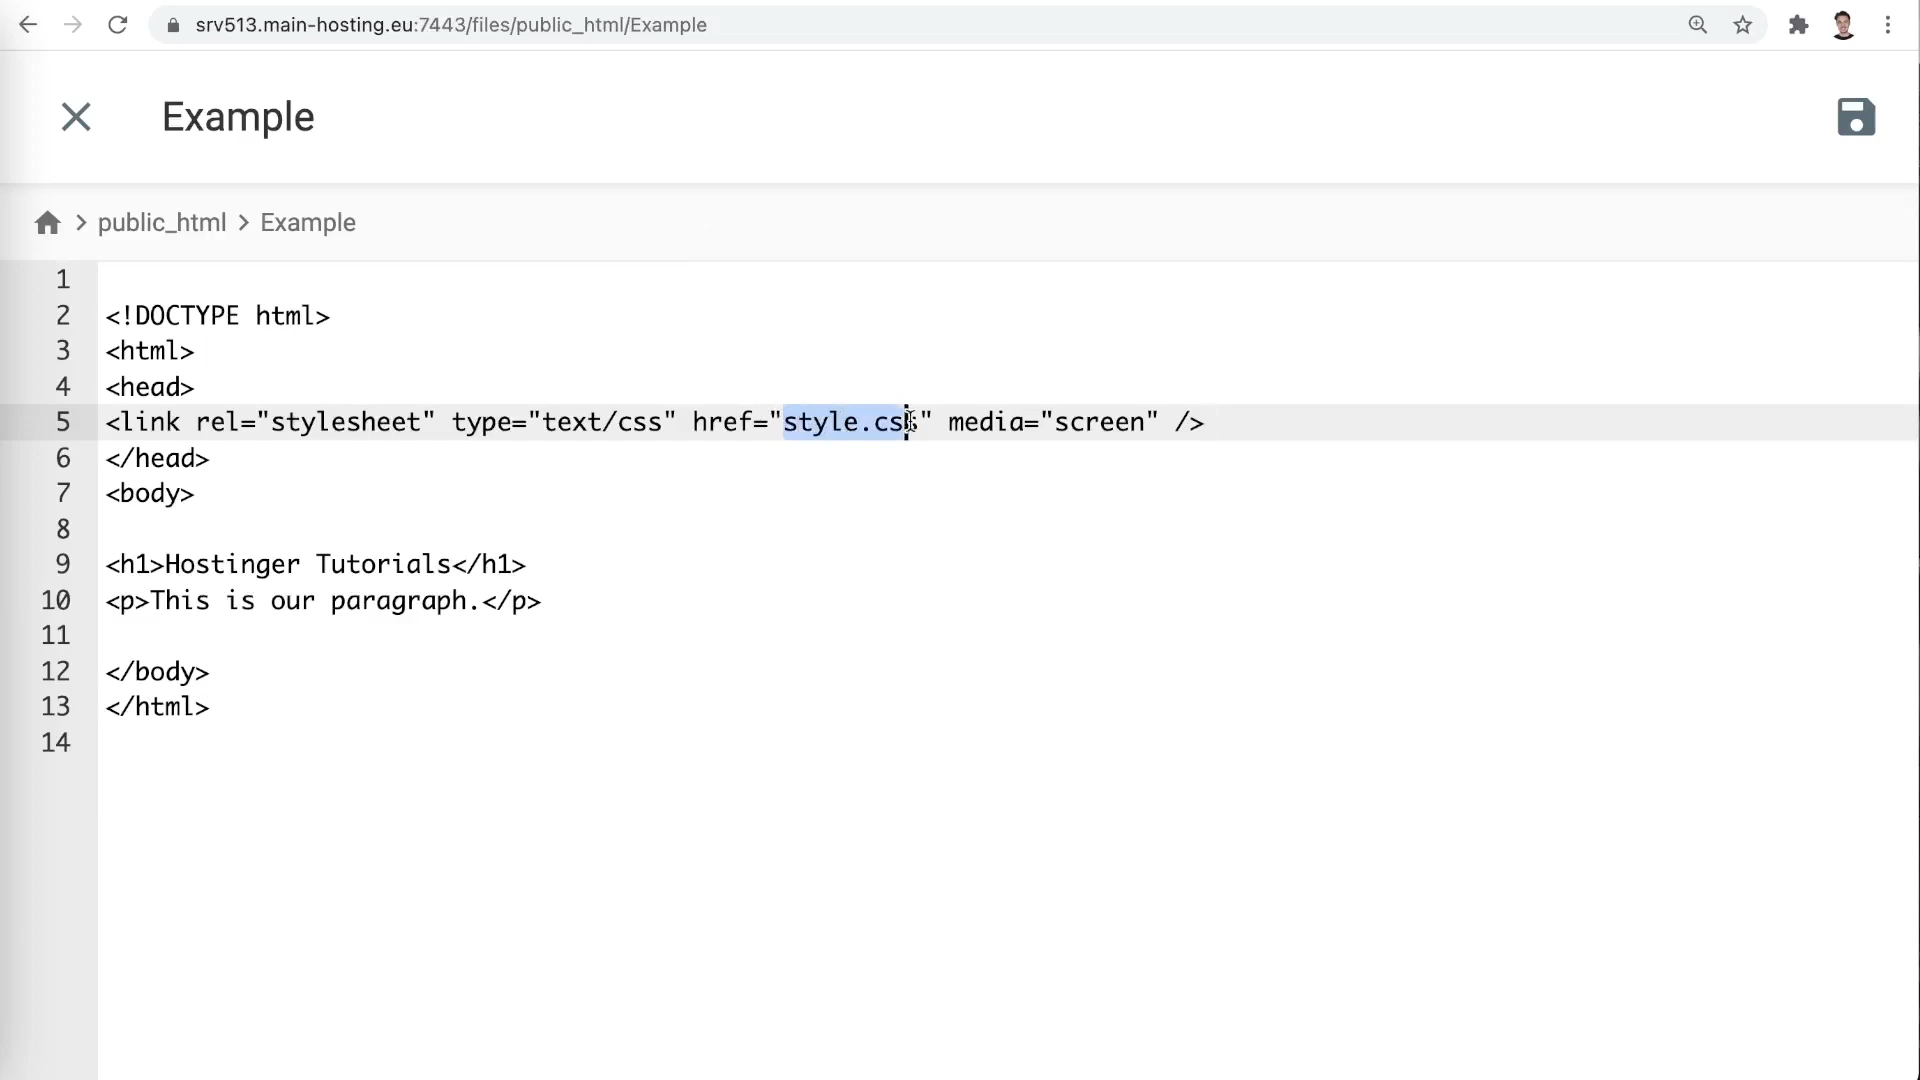 srv513.main-hosting.eu:7443/files/public_html/Example
Example
public_html > Example
1
2 <!DOCTYPE html>
3 <html>
4 <head>
5 <link rel="stylesheet" type="text/css" href="style.css" media="screen" />
6 </head>
7 <body>
8
9 <h1>Hostinger Tutorials</h1>
10 <p>This is our paragraph.</p>
11
12 </body>
13 </html>
14